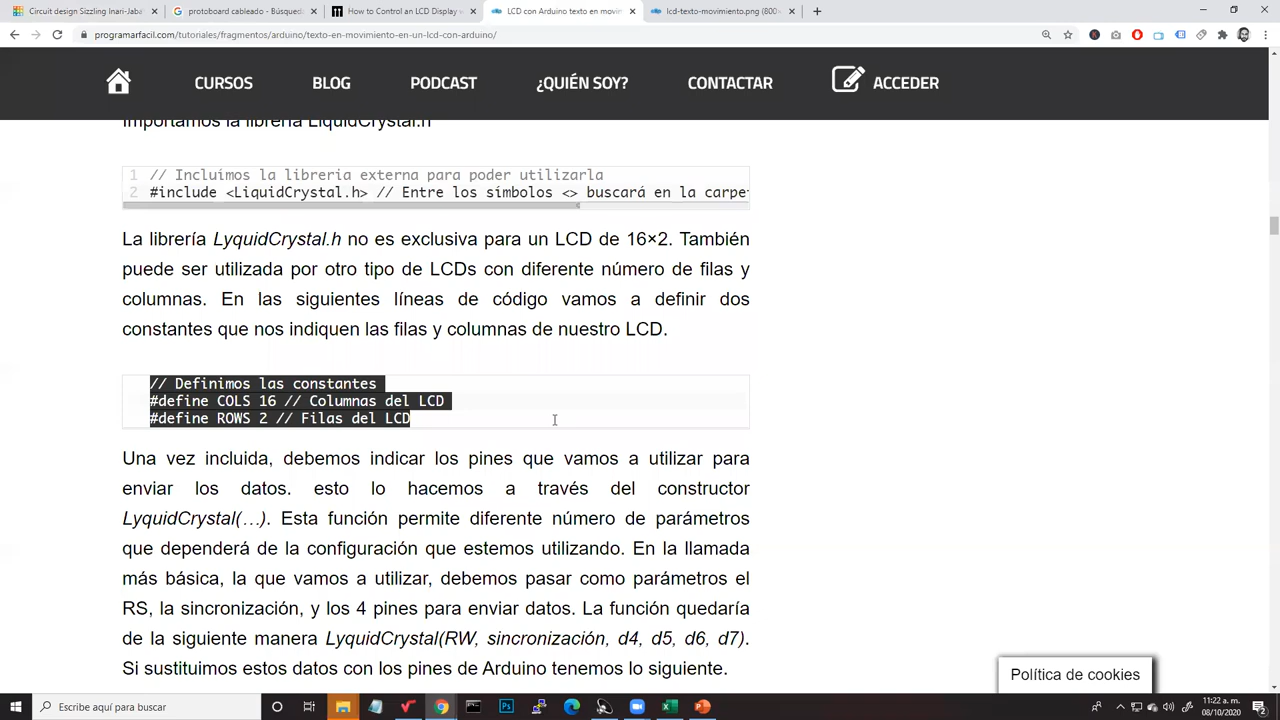 Circuit design Sizzling Inari-Jaba
protoboard cableado - Búsqued
How to Control an LCD Display w
LCD con Arduino texto en movim
lcd-texto-movimiento.png (800×
programarfacil.com/tutoriales/fragmentos/arduino/texto-en-movimiento-en-un-lcd-con-arduino/
CURSOS BLOG PODCAST ¿QUIÉN SOY? CONTACTAR ACCEDER
Importamos la librería LiquidCrystal.h
1 // Incluímos la libreria externa para poder utilizarla
2 #include <LiquidCrystal.h> // Entre los símbolos <> buscará en la carpet
La librería LyquidCrystal.h no es exclusiva para un LCD de 16×2. También
puede ser utilizada por otro tipo de LCDs con diferente número de filas y
columnas. En las siguientes líneas de código vamos a definir dos
constantes que nos indiquen las filas y columnas de nuestro LCD.
// Definimos las constantes
#define COLS 16 // Columnas del LCD
#define ROWS 2 // Filas del LCD
Una vez incluida, debemos indicar los pines que vamos a utilizar para
enviar los datos. esto lo hacemos a través del constructor
LyquidCrystal(…). Esta función permite diferente número de parámetros
que dependerá de la configuración que estemos utilizando. En la llamada
más básica, la que vamos a utilizar, debemos pasar como parámetros el
RS, la sincronización, y los 4 pines para enviar datos. La función quedaría
de la siguiente manera LyquidCrystal(RW, sincronización, d4, d5, d6, d7).
Si sustituimos estos datos con los pines de Arduino tenemos lo siguiente.
Política de cookies
Escribe aquí para buscar
11:22 a. m.
08/10/2020
2